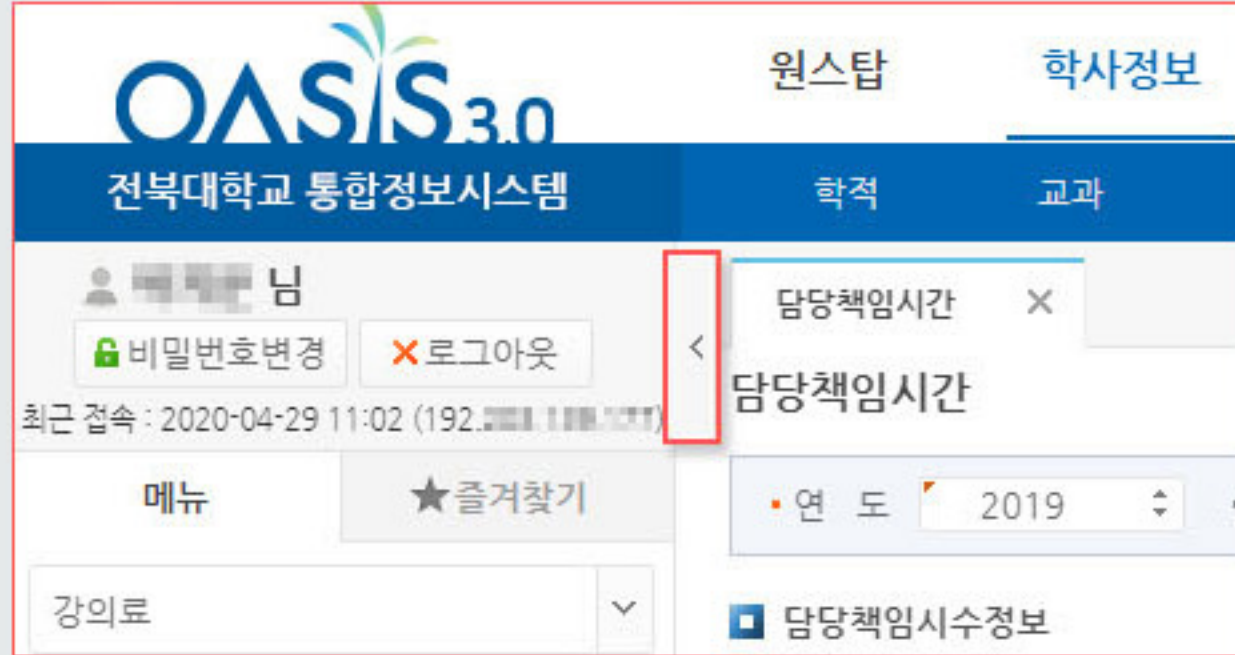 OASIS 3.0
원스탑 학사정보
전북대학교 통합정보시스템
학적 교과
님
비밀번호변경 로그아웃
최근 접속 : 2020-04-29 11:02 (192.
메뉴 ★즐겨찾기
강의료
담당책임시간
담당책임시간
연 도 2019
담당책임시수정보